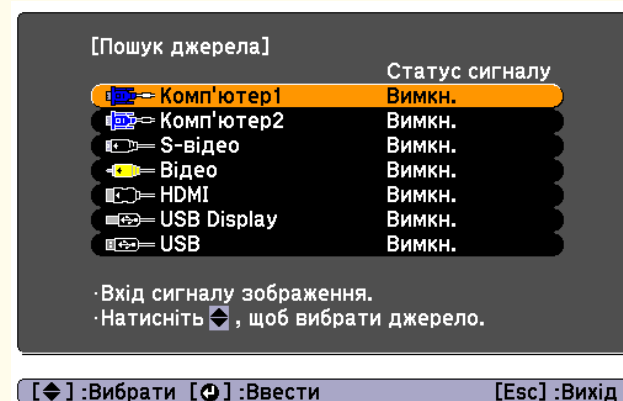 [Пошук джерела]
Статус сигналу
Комп'ютер1 Вимкн.
Комп'ютер2 Вимкн.
S-відео Вимкн.
Відео Вимкн.
HDMI Вимкн.
USB Display Вимкн.
USB Вимкн.
·Вхід сигналу зображення.
·Натисніть , щоб вибрати джерело.
[ ] :Вибрати [ ] :Ввести [Esc] :Вихід